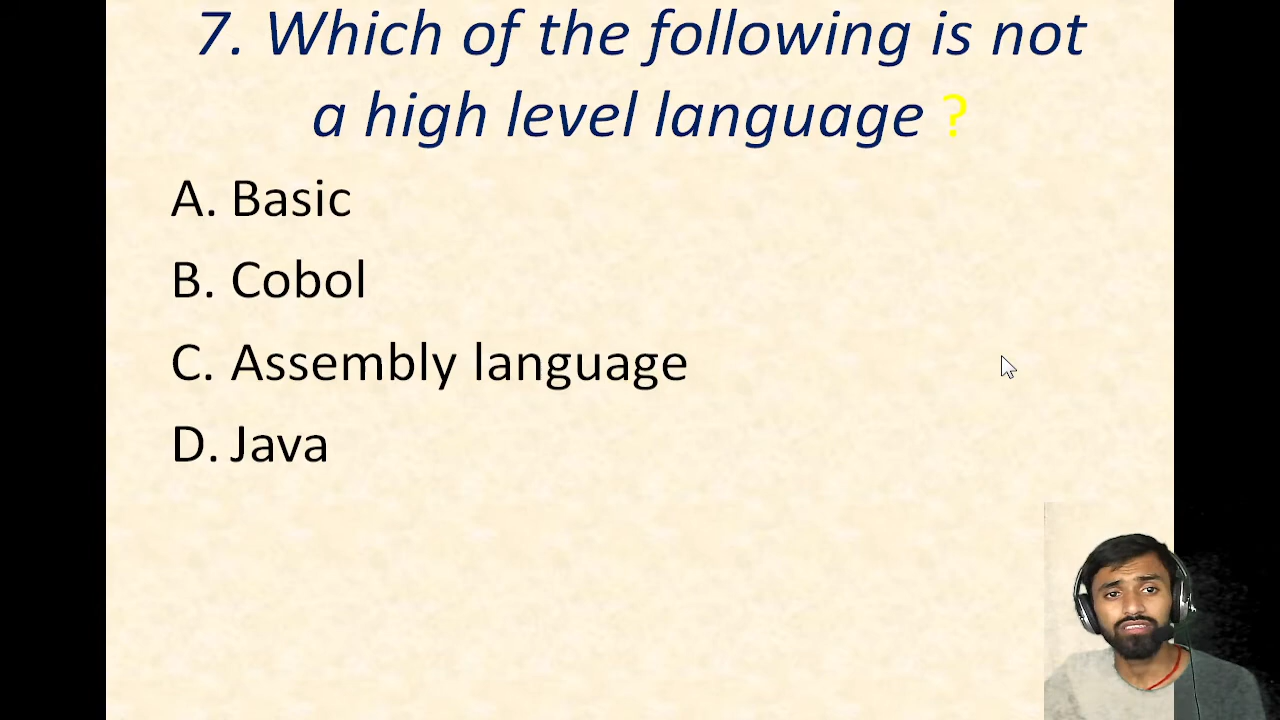 7. Which of the following is not
a high level language ?
A. Basic
B. Cobol
C. Assembly language
D. Java